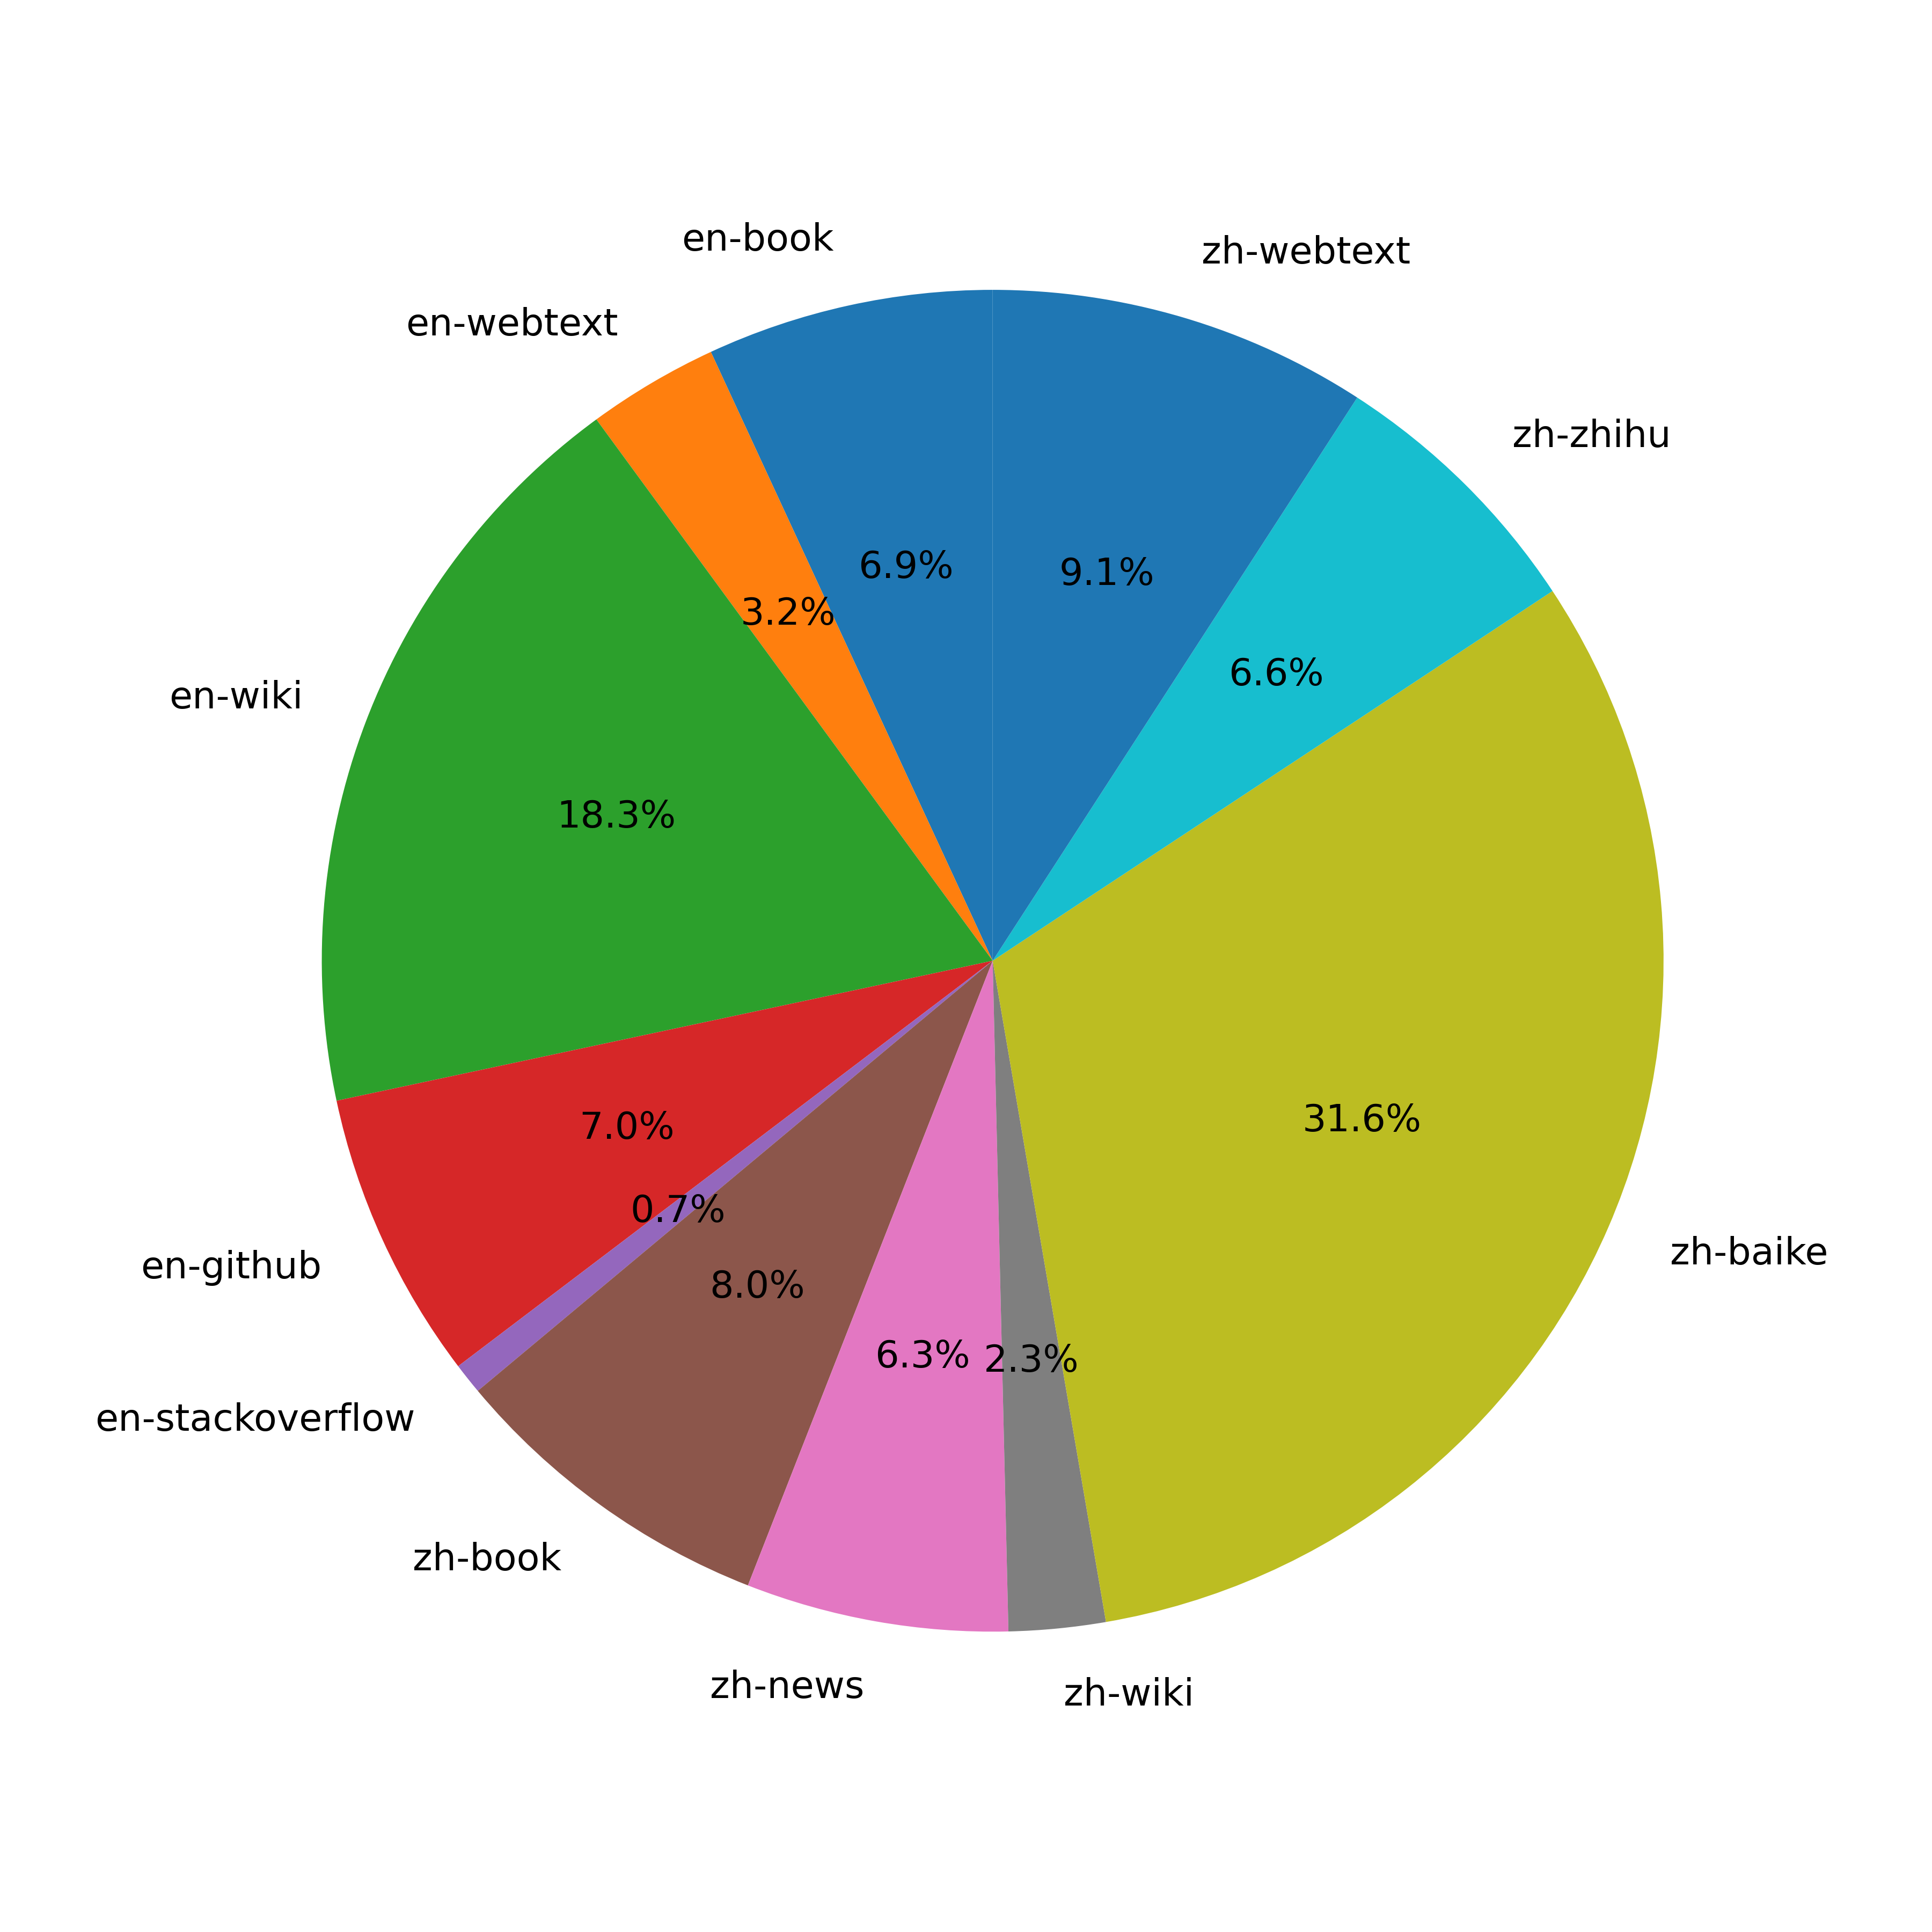 en-book
zh-webtext
en-webtext
zh-zhihu
6.9%
9.1%
3.2%
6.6%
en-wiki
18.3%
7.0%
31.6%
0.7%
en-github
zh-baike
8.0%
6.3%
2.3%
en-stackoverflow
zh-book
zh-news
zh-wiki